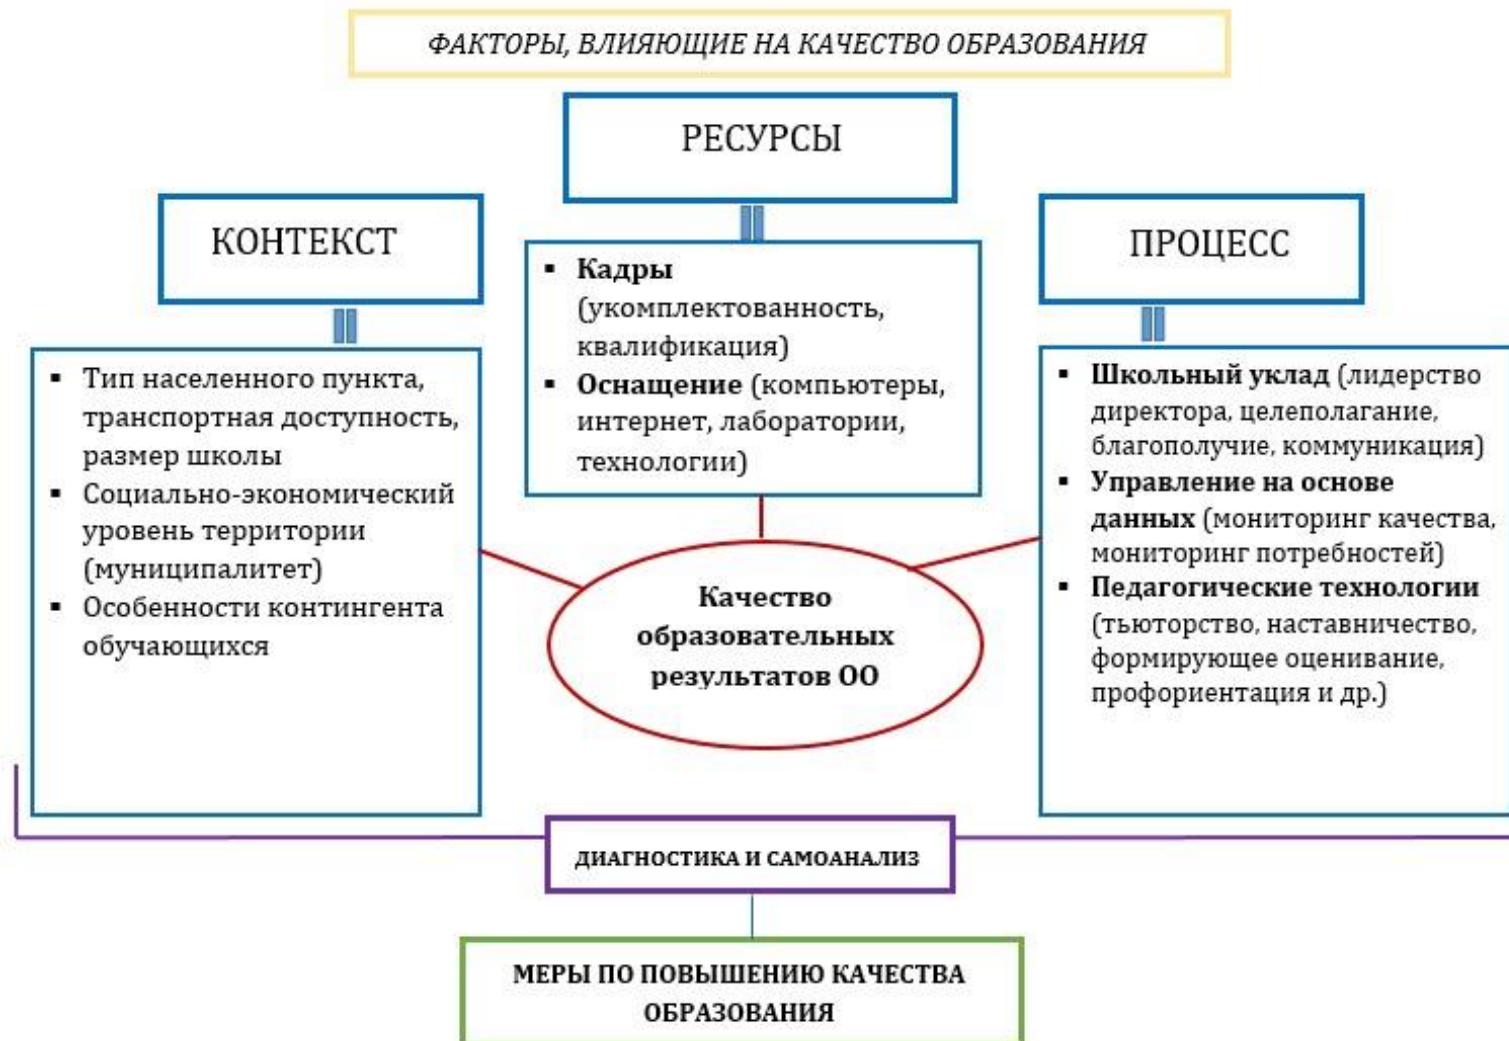 ФАКТОРЫ, ВЛИЯЮЩИЕ НА КАЧЕСТВО ОБРАЗОВАНИЯ
РЕСУРСЫ
КОНТЕКСТ
ПРОЦЕСС
▪ Кадры
(укомплектованность,
квалификация)
▪ Оснащение (компьютеры,
интернет, лаборатории,
технологии)
▪ Тип населенного пункта,
транспортная доступность,
размер школы
▪ Социально-экономический
уровень территории
(муниципалитет)
▪ Особенности контингента
обучающихся
▪ Школьный уклад (лидерство
директора, целеполагание,
благополучие, коммуникация)
▪ Управление на основе
данных (мониторинг качества,
мониторинг потребностей)
▪ Педагогические технологии
(тьюторство, наставничество,
формирующее оценивание,
профориентация и др.)
Качество
образовательных
результатов ОО
ДИАГНОСТИКА И САМОАНАЛИЗ
МЕРЫ ПО ПОВЫШЕНИЮ КАЧЕСТВА
ОБРАЗОВАНИЯ